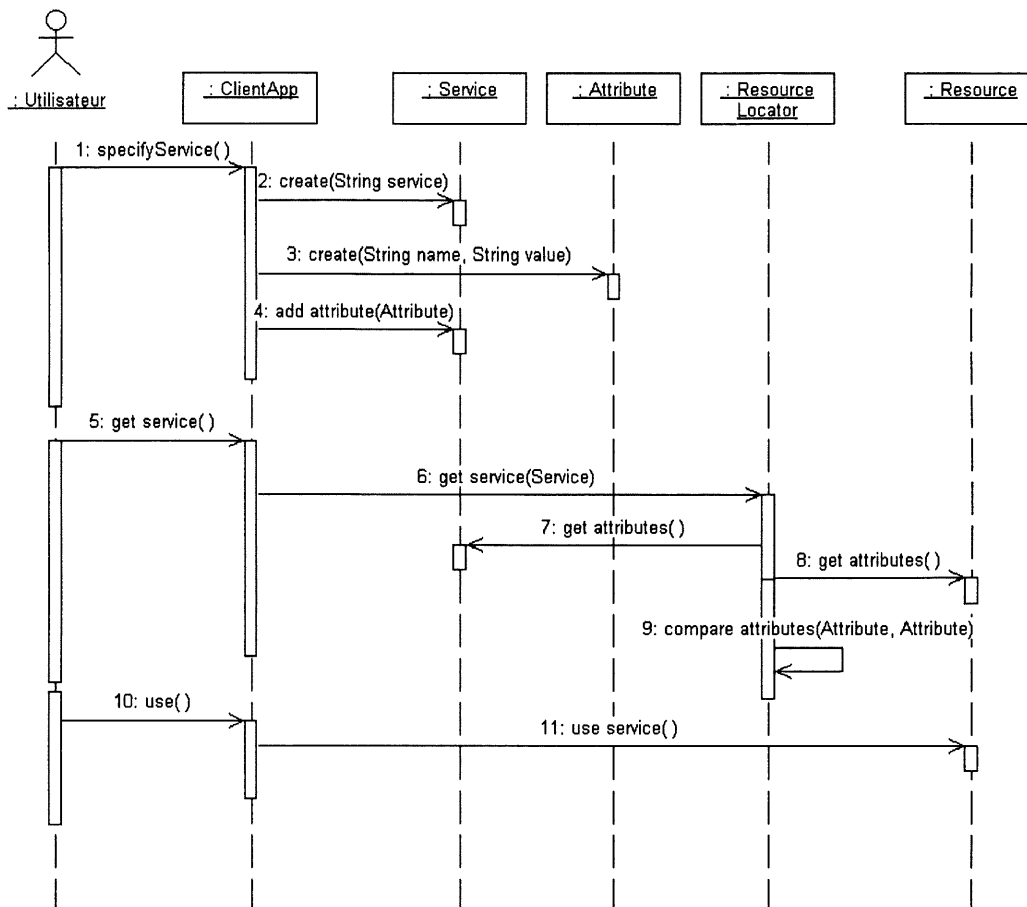 : Utilisateur
: ClientApp
: Service
: Attribute
: Resource
Locator
: Resource
1: specifyService( )
2: create(String service)
3: create(String name, String value)
4: add attribute(Attribute)
5: get service( )
6: get service(Service)
7: get attributes( )
8: get attributes( )
9: compare attributes(Attribute, Attribute)
10: use( )
11: use service( )